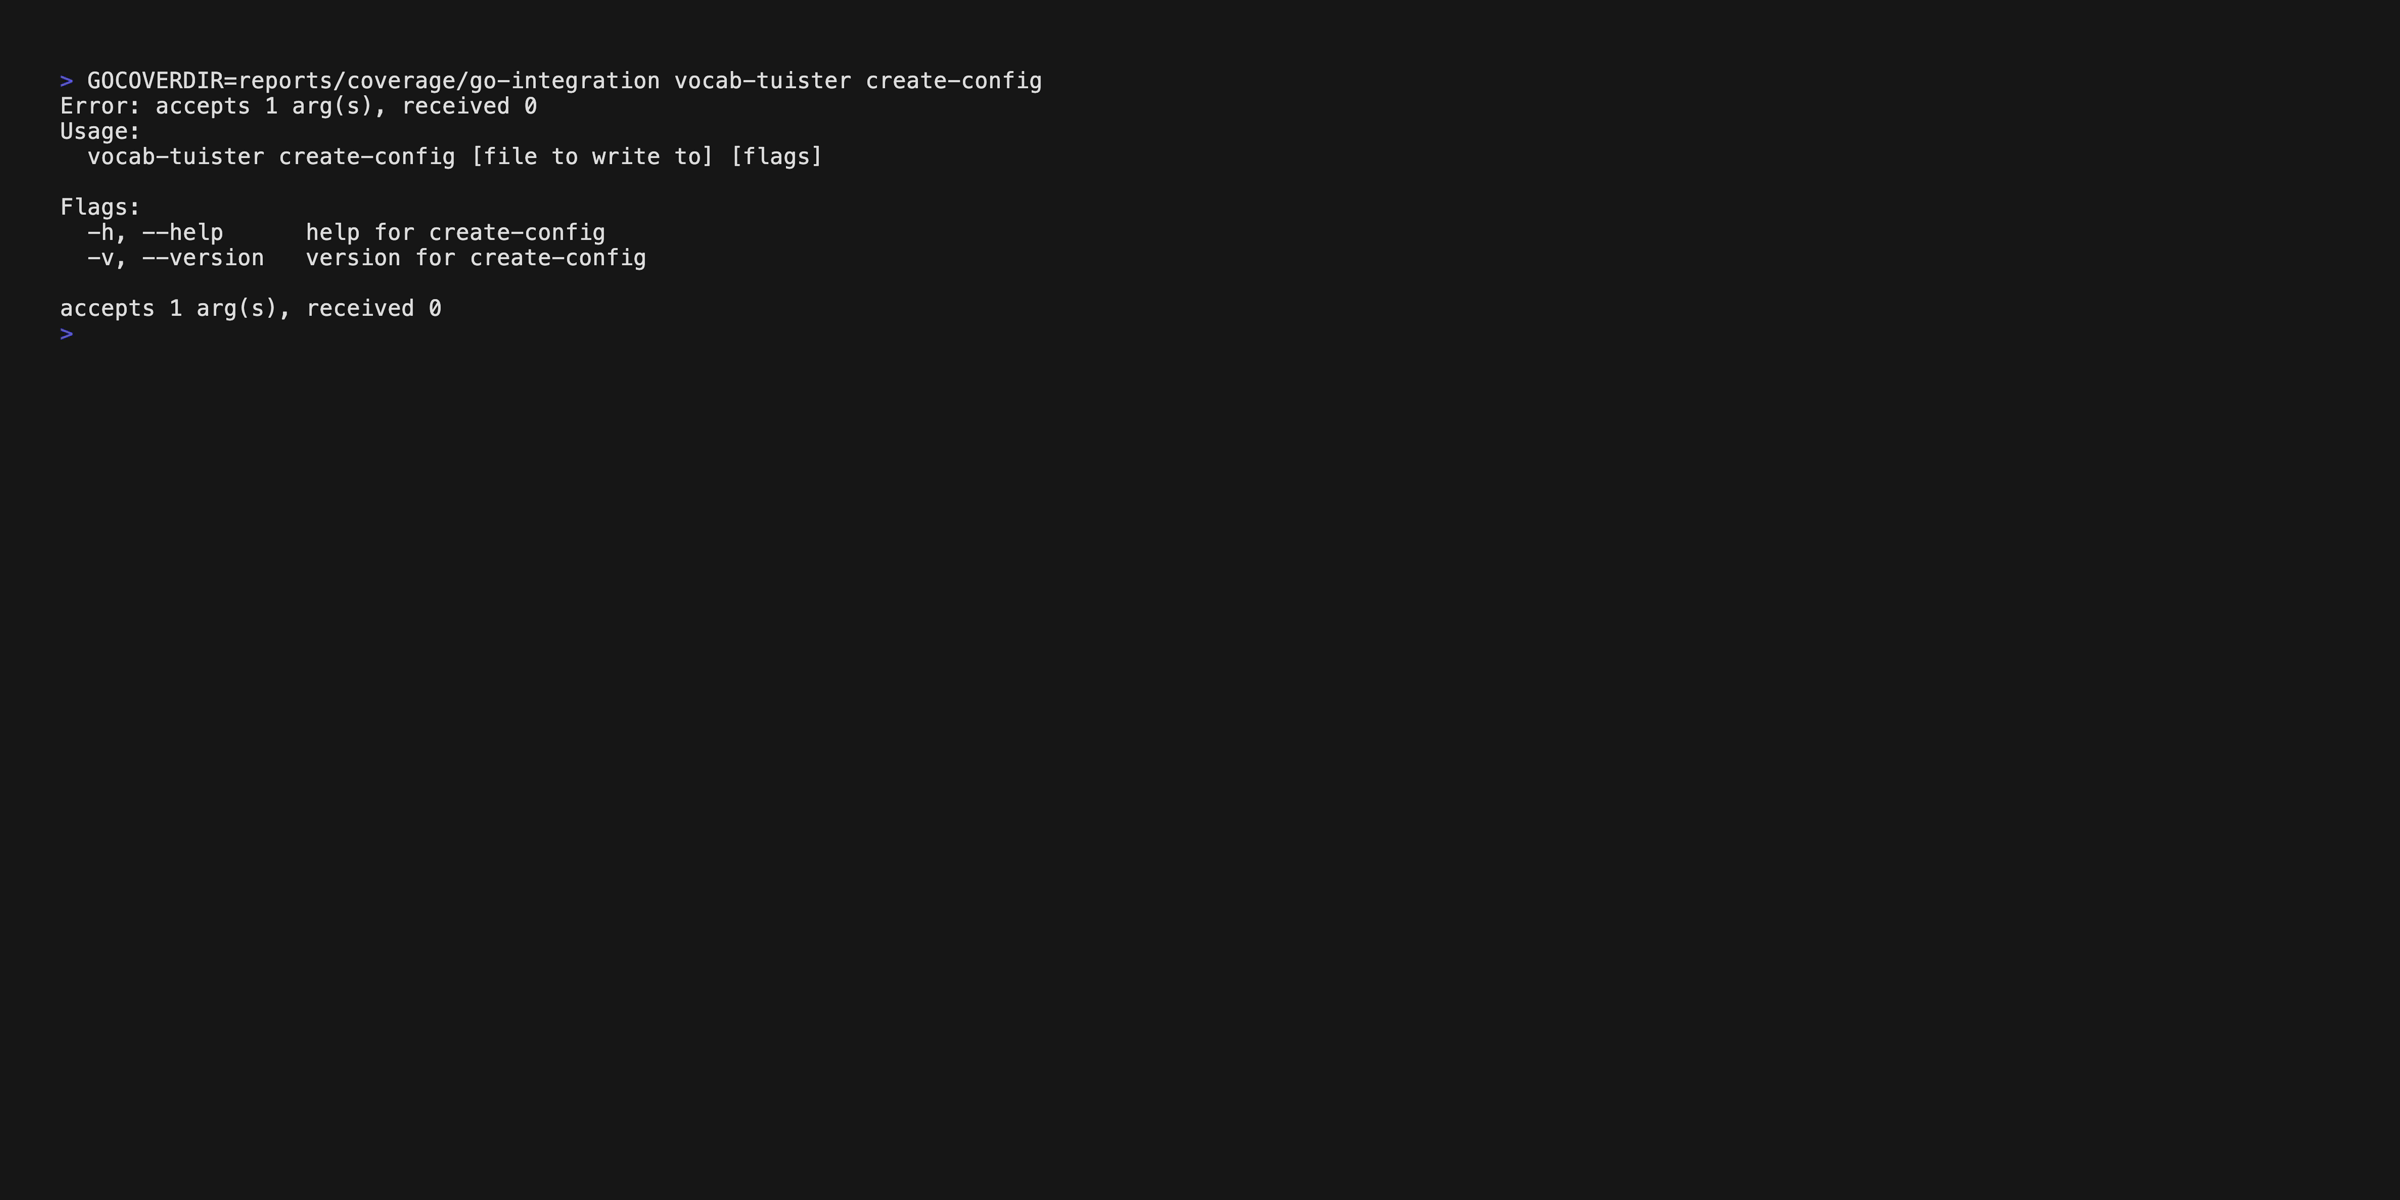 > GOCOVERDIR=reports/coverage/go-integration vocab-tuister create-config
Error: accepts 1 arg(s), received 0
Usage:
  vocab-tuister create-config [file to write to] [flags]

Flags:
  -h, --help      help for create-config
  -v, --version   version for create-config

accepts 1 arg(s), received 0
>